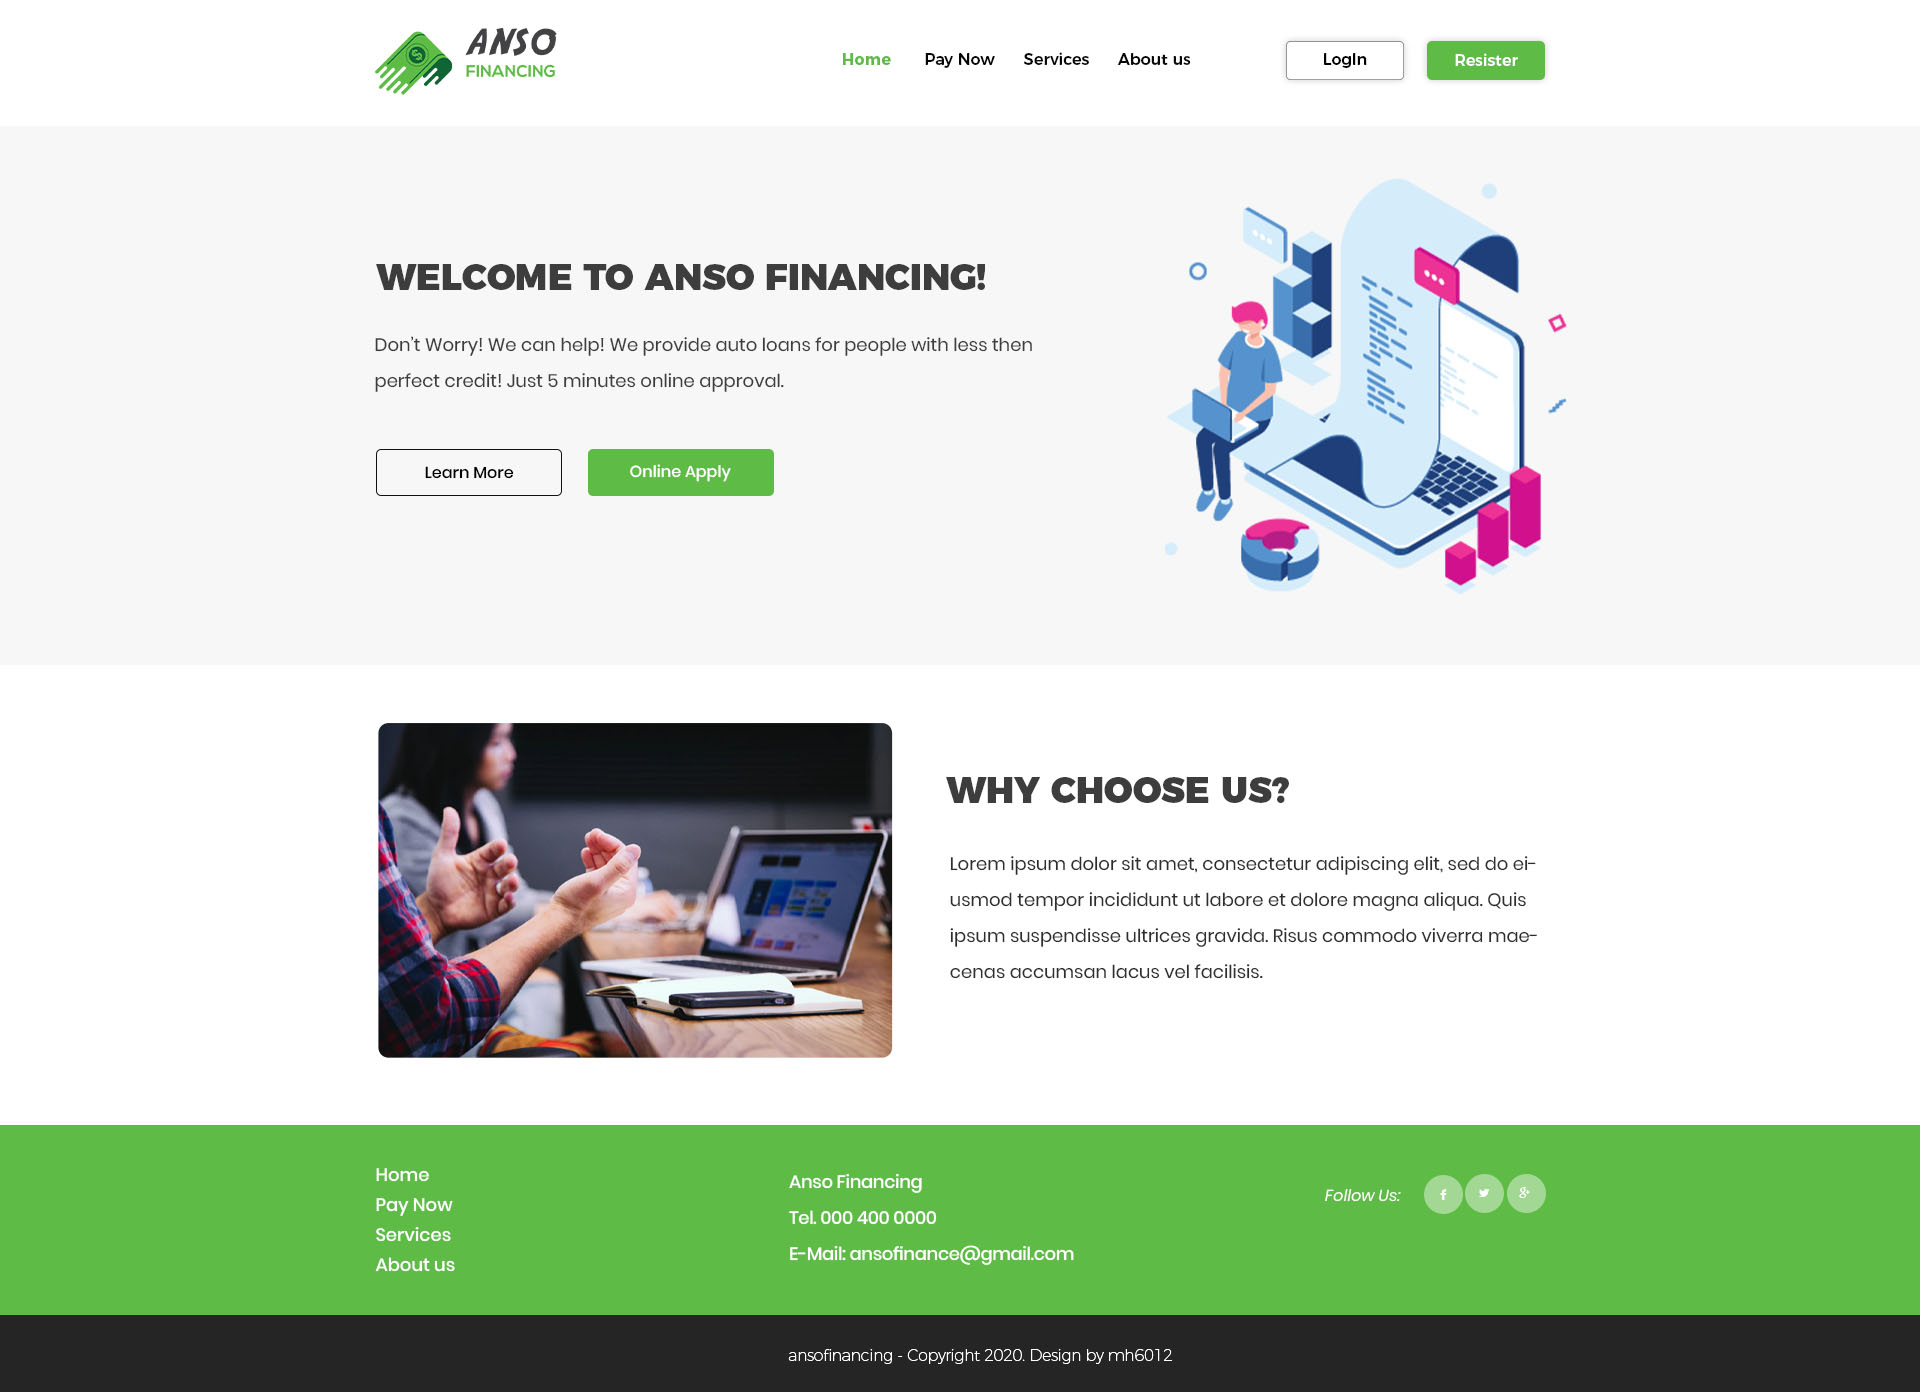 ANSO
FINANCING
Home
Pay Now
Services
About us
LogIn
Resister
WELCOME TO ANSO FINANCING!
Don't Worry! We can help! We provide auto loans for people with less then
perfect credit! Just 5 minutes online approval.
Learn More
Online Apply
WHY CHOOSE US?
Lorem ipsum dolor sit amet, consectetur adipiscing elit, sed do ei-
usmod tempor incididunt ut labore et dolore magna aliqua. Quis
ipsum suspendisse ultrices gravida. Risus commodo viverra mae-
cenas accumsan lacus vel facilisis.
Home
Pay Now
Services
About us
Anso Financing
Tel. 000 400 0000
E-Mail: ansofinance@gmail.com
Follow Us:
ansofinancing - Copyright 2020. Design by mh6012